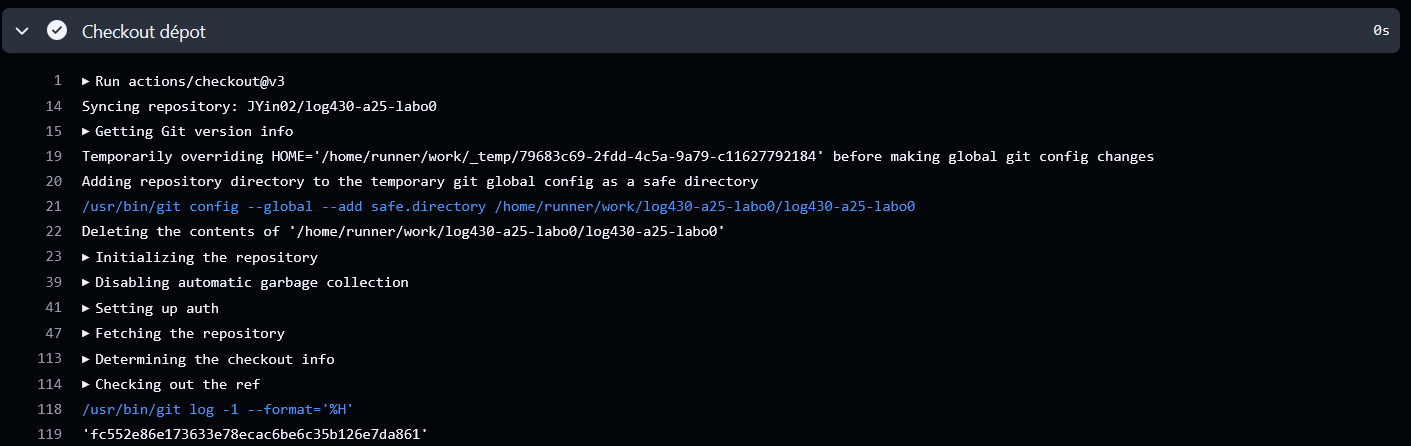 Checkout dépot 0s
1 ▶ Run actions/checkout@v3
14 Syncing repository: JYin02/log430-a25-labo0
15 ▶ Getting Git version info
19 Temporarily overriding HOME='/home/runner/work/_temp/79683c69-2fdd-4c5a-9a79-c11627792184' before making global git config changes
20 Adding repository directory to the temporary git global config as a safe directory
21 /usr/bin/git config --global --add safe.directory /home/runner/work/log430-a25-labo0/log430-a25-labo0
22 Deleting the contents of '/home/runner/work/log430-a25-labo0/log430-a25-labo0'
23 ▶ Initializing the repository
39 ▶ Disabling automatic garbage collection
41 ▶ Setting up auth
47 ▶ Fetching the repository
113 ▶ Determining the checkout info
114 ▶ Checking out the ref
118 /usr/bin/git log -1 --format='%H'
119 'fc552e86e173633e78ecac6be6c35b126e7da861'